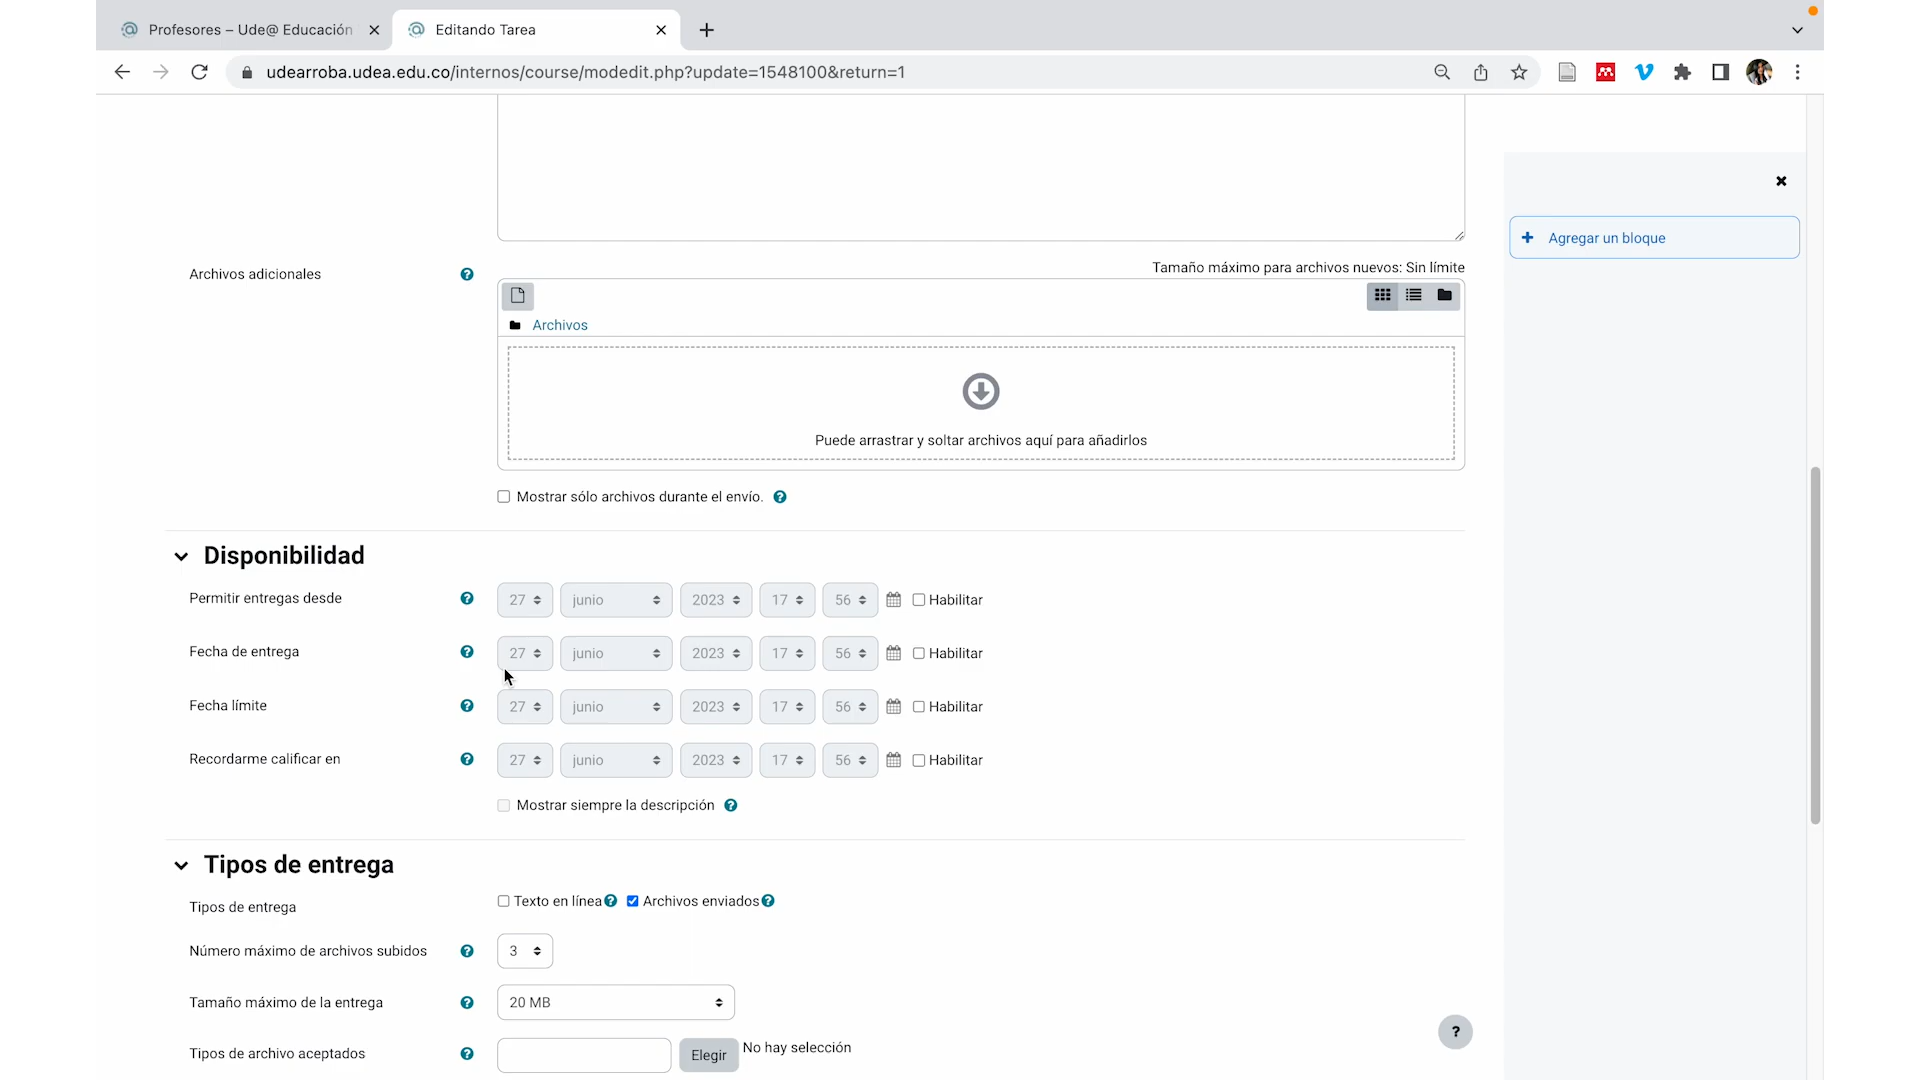 Profesores – Ude@ Educación
Editando Tarea
udearroba.udea.edu.co/internos/course/modedit.php?update=1548100&return=1
Agregar un bloque
Archivos adicionales
Tamaño máximo para archivos nuevos: Sin límite
Archivos
Puede arrastrar y soltar archivos aquí para añadirlos
Mostrar sólo archivos durante el envío.
Disponibilidad
Permitir entregas desde 27 junio 2023 17 56 Habilitar
Fecha de entrega 27 junio 2023 17 56 Habilitar
Fecha límite 27 junio 2023 17 56 Habilitar
Recordarme calificar en 27 junio 2023 17 56 Habilitar
Mostrar siempre la descripción
Tipos de entrega
Tipos de entrega Texto en línea Archivos enviados
Número máximo de archivos subidos 3
Tamaño máximo de la entrega 20 MB
Tipos de archivo aceptados Elegir No hay selección